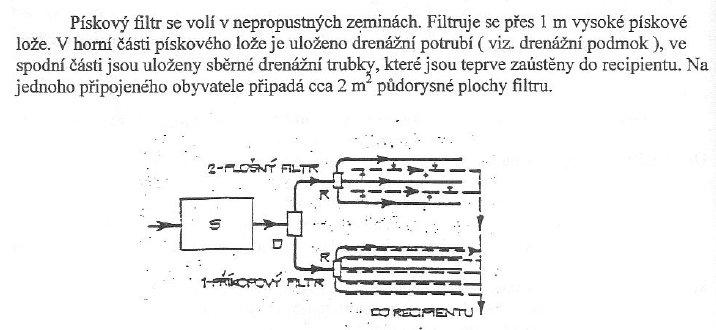 Pískový filtr se volí v nepropustných zeminách. Filtruje se přes 1 m vysoké pískové
lože. V horní části pískového lože je uloženo drenážní potrubí ( viz. drenážní podmok ), ve
spodní části jsou uloženy sběrné drenážní trubky, které jsou teprve zaústěny do recipientu. Na
jednoho připojeného obyvatele připadá cca 2 m² půdorysné plochy filtru.
2-PLOŠNÝ FILTR
R
S
D
R
1-PŘÍKOPOVÝ FILTR
DO RECIPIENTU